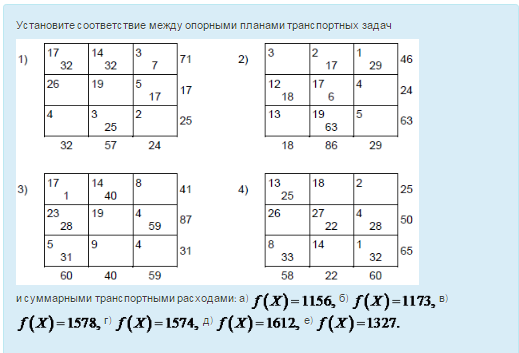 Установите соответствие между опорными планами транспортных задач
1) 17 14 3 71 2) 3 2 1 46
32 32 7 17 29
26 19 5 17 12 17 4 24
17 18 6
4 3 2 25 13 19 5 63
25 63
32 57 24 18 86 29
3) 17 14 8 41 4) 13 18 2 25
1 40 25
23 19 4 87 26 27 4 50
28 59 22 28
5 9 4 31 8 14 1 65
31 33 32
60 40 59 58 22 60
и суммарными транспортными расходами: а) f(X)=1156, б) f(X)=1173, в)
f(X)=1578, г) f(X)=1574, д) f(X)=1612, е) f(X)=1327.